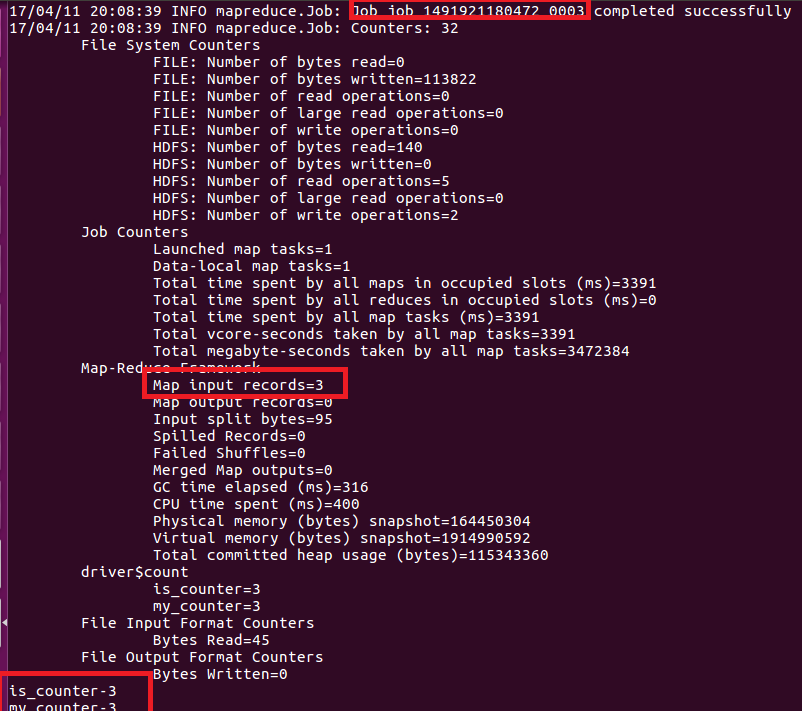 17/04/11 20:08:39 INFO mapreduce.Job: Job job_1491921180472_0003 completed successfully
17/04/11 20:08:39 INFO mapreduce.Job: Counters: 32
File System Counters
FILE: Number of bytes read=0
FILE: Number of bytes written=113822
FILE: Number of read operations=0
FILE: Number of large read operations=0
FILE: Number of write operations=0
HDFS: Number of bytes read=140
HDFS: Number of bytes written=0
HDFS: Number of read operations=5
HDFS: Number of large read operations=0
HDFS: Number of write operations=2
Job Counters
Launched map tasks=1
Data-local map tasks=1
Total time spent by all maps in occupied slots (ms)=3391
Total time spent by all reduces in occupied slots (ms)=0
Total time spent by all map tasks (ms)=3391
Total vcore-seconds taken by all map tasks=3391
Total megabyte-seconds taken by all map tasks=3472384
Map-Reduce Framework
Map input records=3
Map output records=0
Input split bytes=95
Spilled Records=0
Failed Shuffles=0
Merged Map outputs=0
GC time elapsed (ms)=316
CPU time spent (ms)=400
Physical memory (bytes) snapshot=164450304
Virtual memory (bytes) snapshot=1914990592
Total committed heap usage (bytes)=115343360
driver$count
is_counter=3
my_counter=3
File Input Format Counters
Bytes Read=45
File Output Format Counters
Bytes Written=0
is_counter-3
my_counter-3